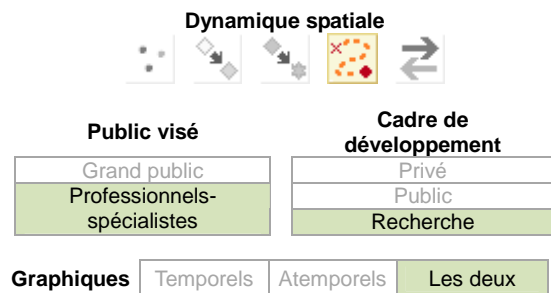 Dynamique spatiale
Public visé
Grand public
Professionnels-
spécialistes
Cadre de
développement
Privé
Public
Recherche
Graphiques Temporels Atemporels Les deux